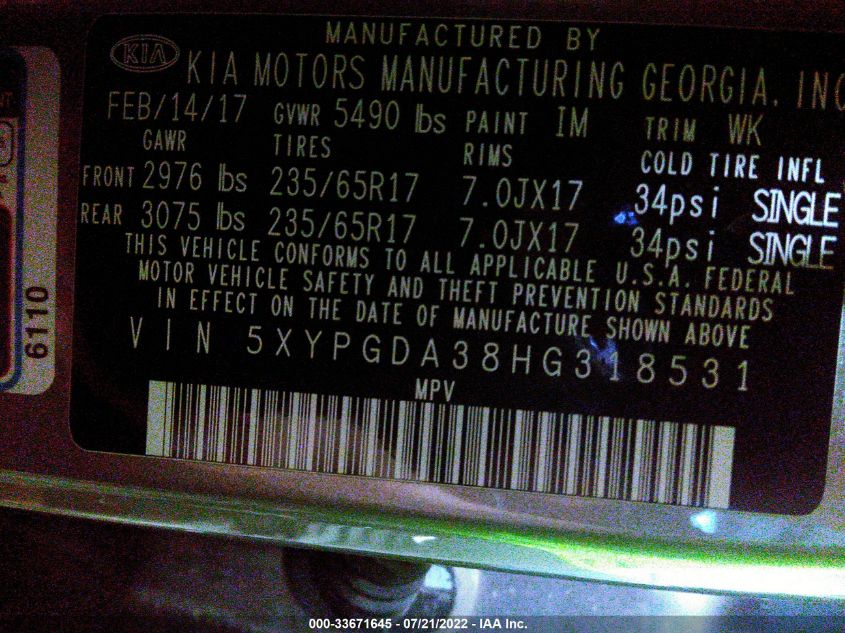 MANUFACTURED BY
KIA KIA MOTORS MANUFACTURING GEORGIA, INC
FEB/14/17 GVWR 5490 lbs PAINT IM TRIM WK
GAWR TIRES RIMS COLD TIRE INFL
FRONT 2976 lbs 235/65R17 7.0JX17 34psi SINGLE
REAR 3075 lbs 235/65R17 7.0JX17 34psi SINGLE
THIS VEHICLE CONFORMS TO ALL APPLICABLE U.S.A. FEDERAL
MOTOR VEHICLE SAFETY AND THEFT PREVENTION STANDARDS
IN EFFECT ON THE DATE OF MANUFACTURE SHOWN ABOVE
VIN 5XYPGDA38HG318531
MPV
6110
000-33671645 - 07/21/2022 - IAA Inc.